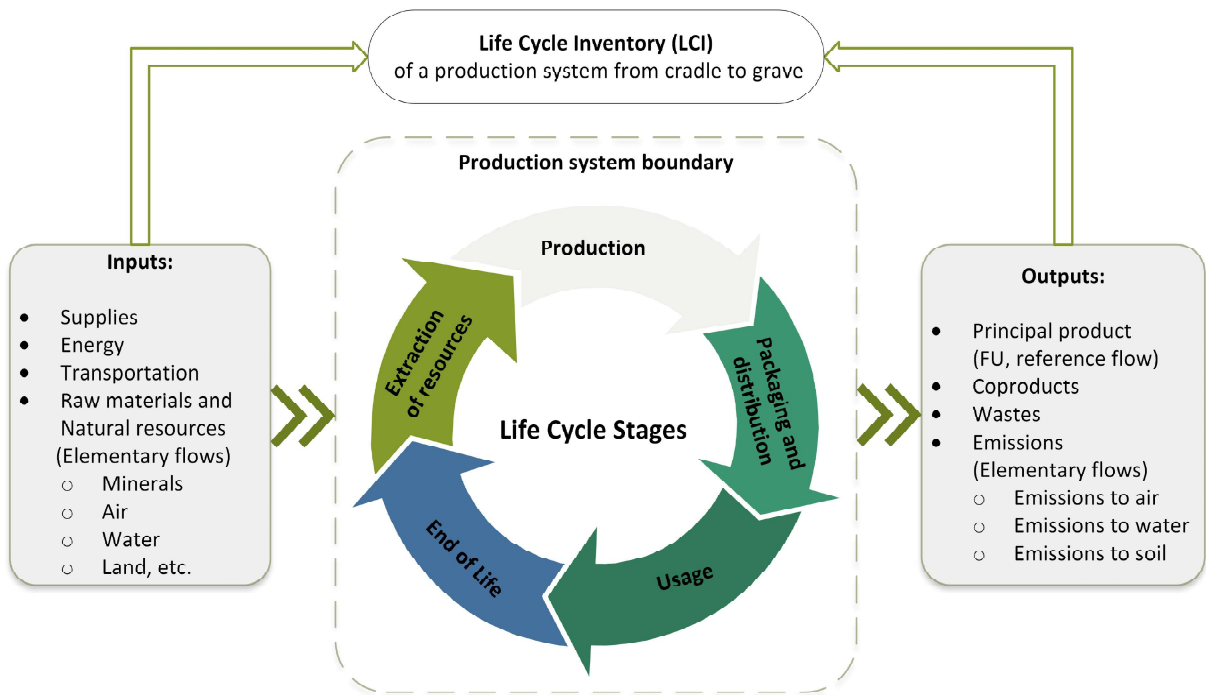 Life Cycle Inventory (LCI)
of a production system from cradle to grave
Production system boundary
Inputs:
• Supplies
• Energy
• Transportation
• Raw materials and
Natural resources
(Elementary flows)
o Minerals
o Air
o Water
o Land, etc.
Production
Packaging and
distribution
Usage
End of Life
Extraction
of resources
Life Cycle Stages
Outputs:
• Principal product
(FU, reference flow)
• Coproducts
• Wastes
• Emissions
(Elementary flows)
o Emissions to air
o Emissions to water
o Emissions to soil